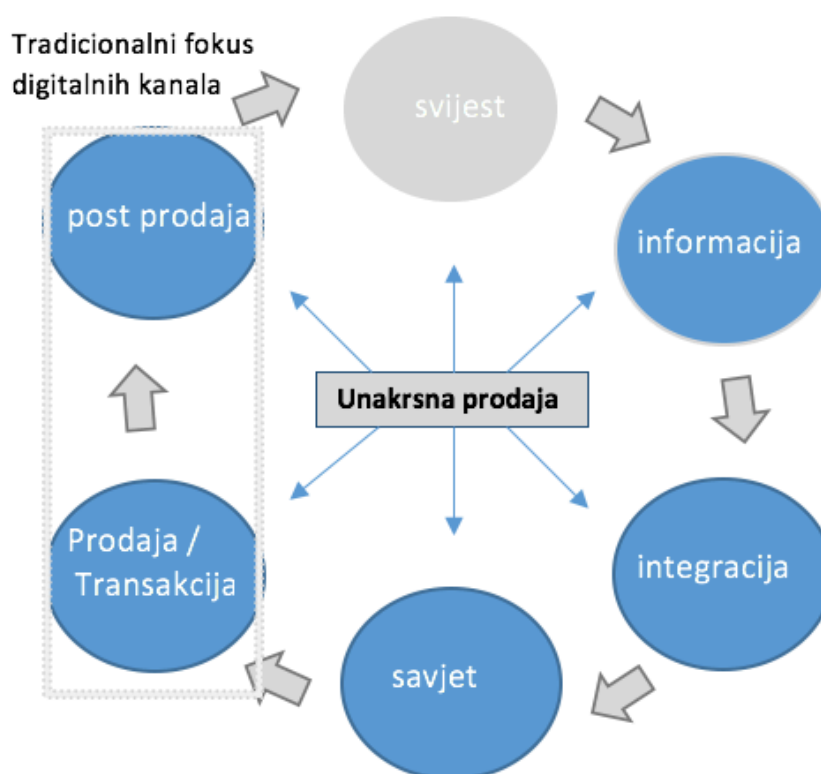 Tradicionalni fokus
digitalnih kanala
svijest
post prodaja
informacija
Unakrsna prodaja
Prodaja /
Transakcija
integracija
savjet